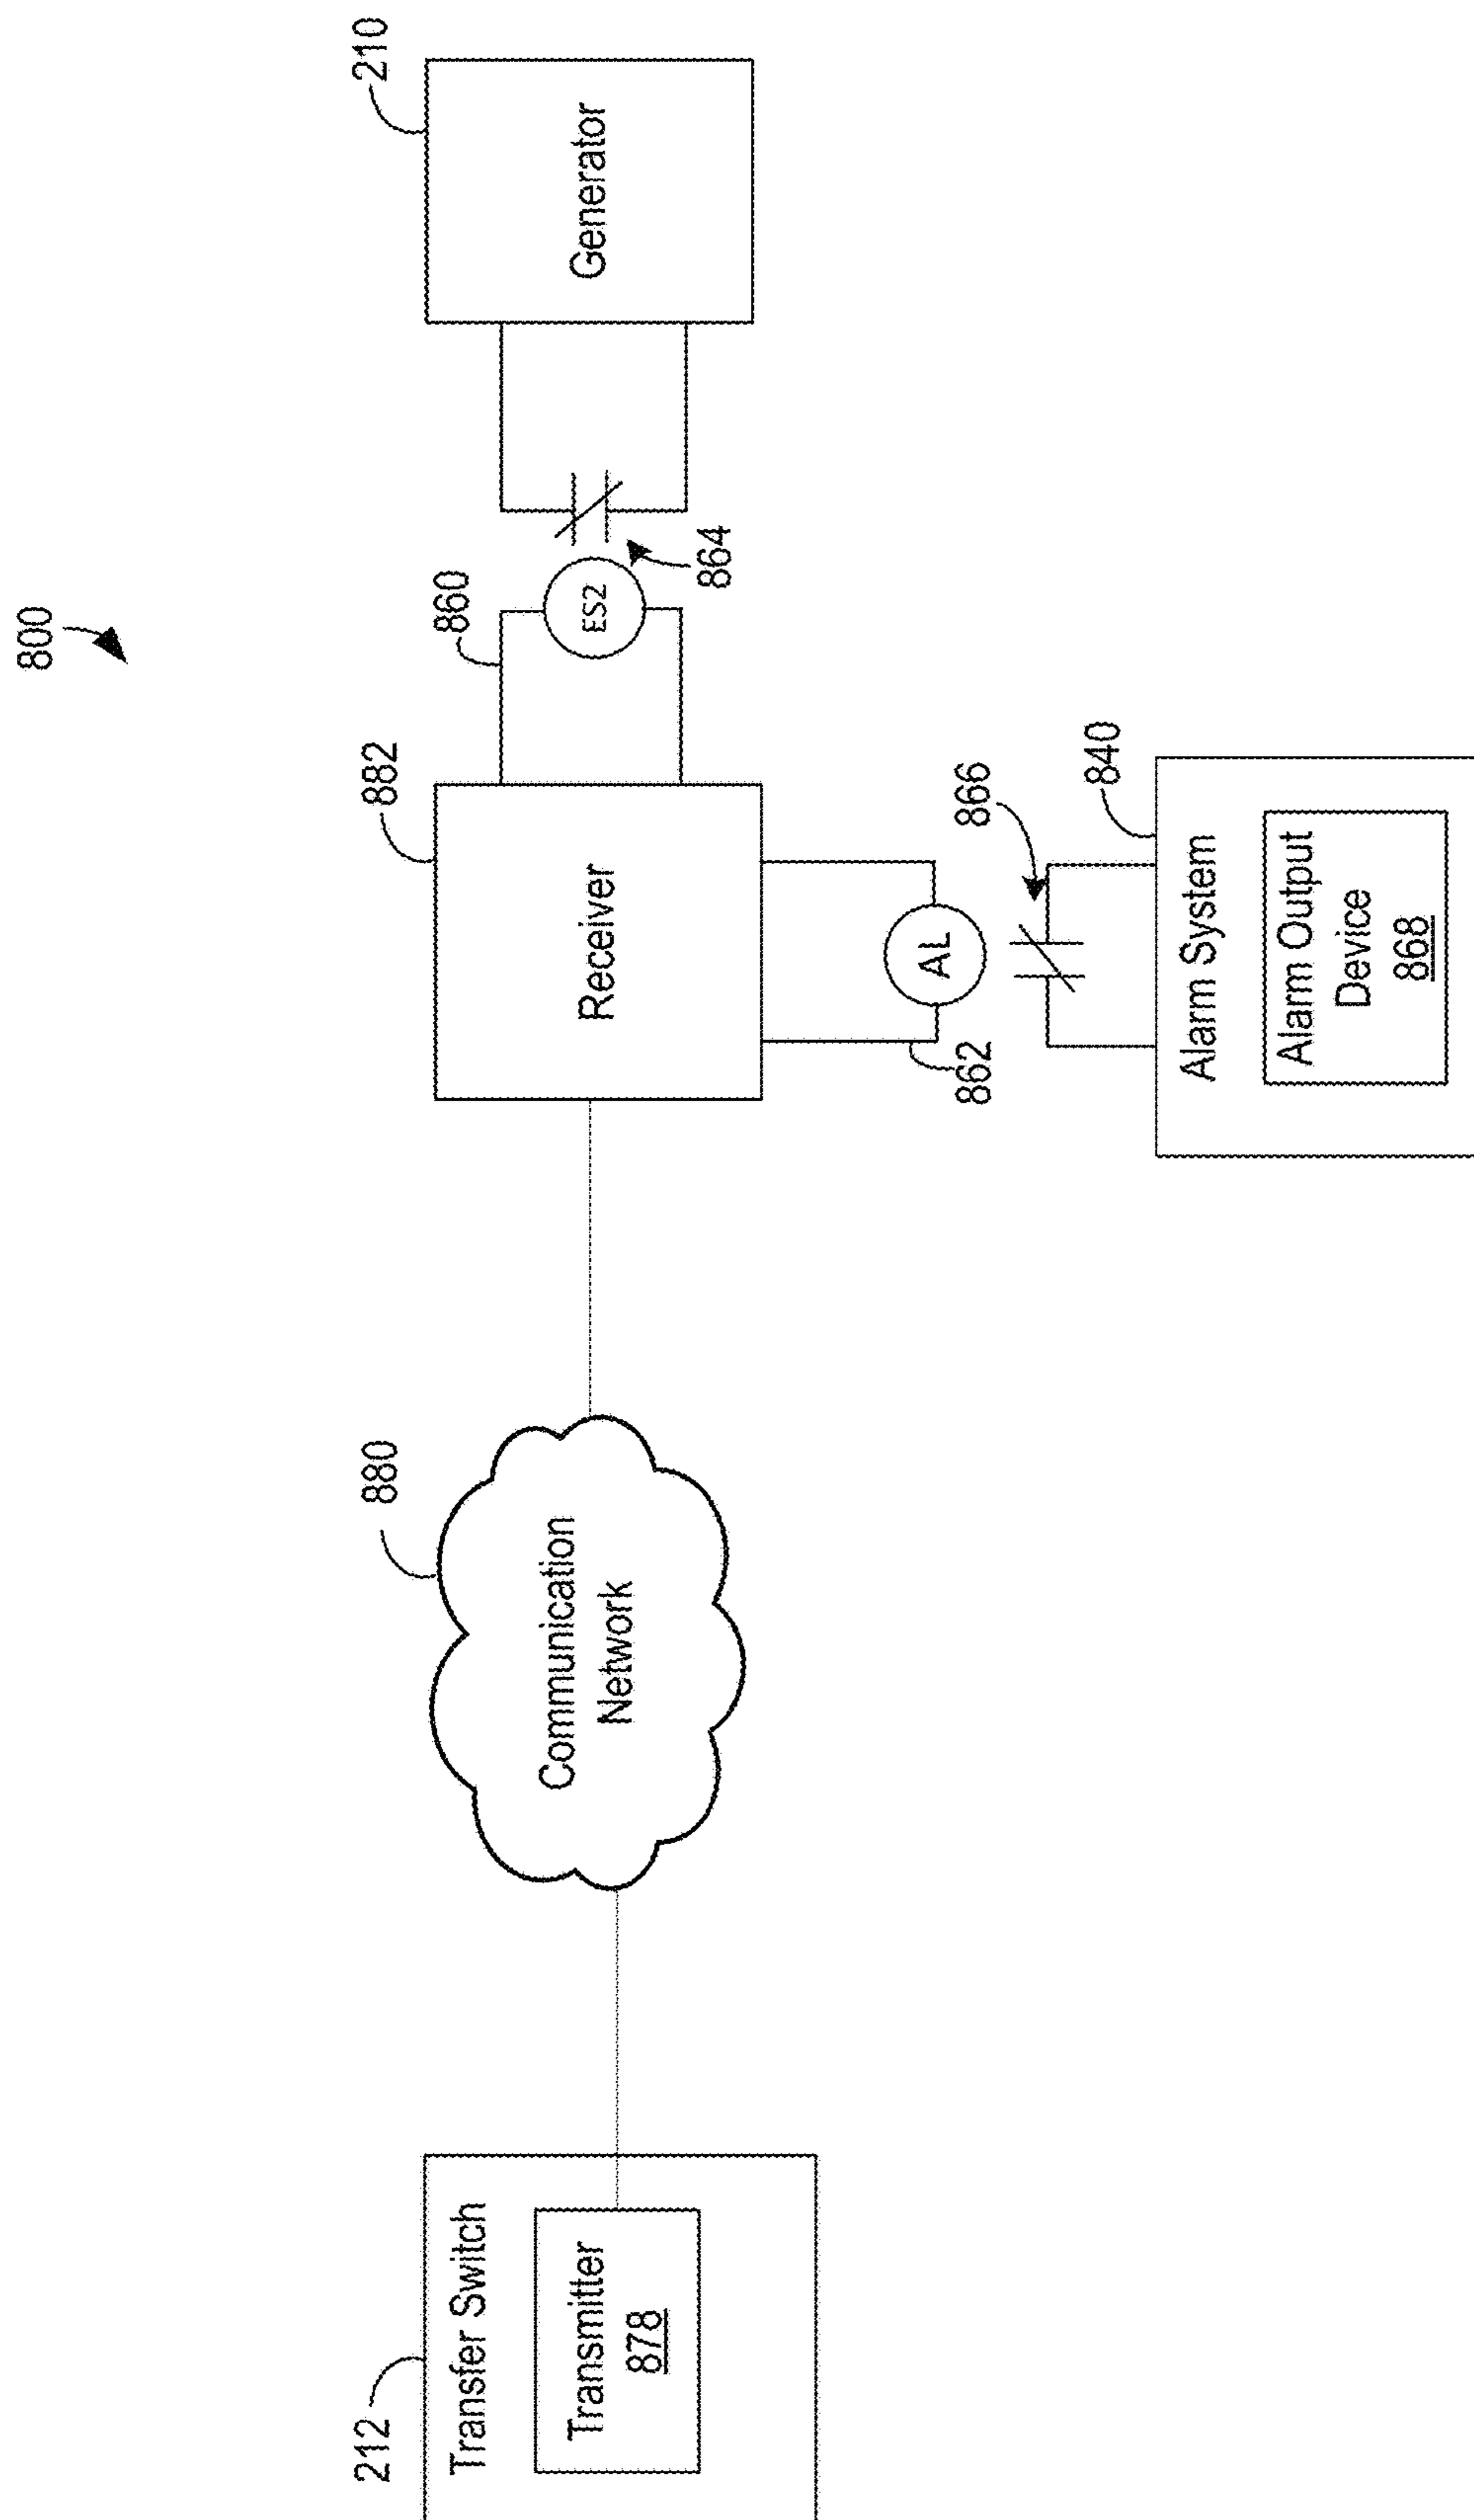 800
212
Transfer Switch
Transmitter
878
880
Communication
Network
882
Receiver
860
ES2
864
210
Generator
862
AL
866
840
Alarm System
Alarm Output
Device
868